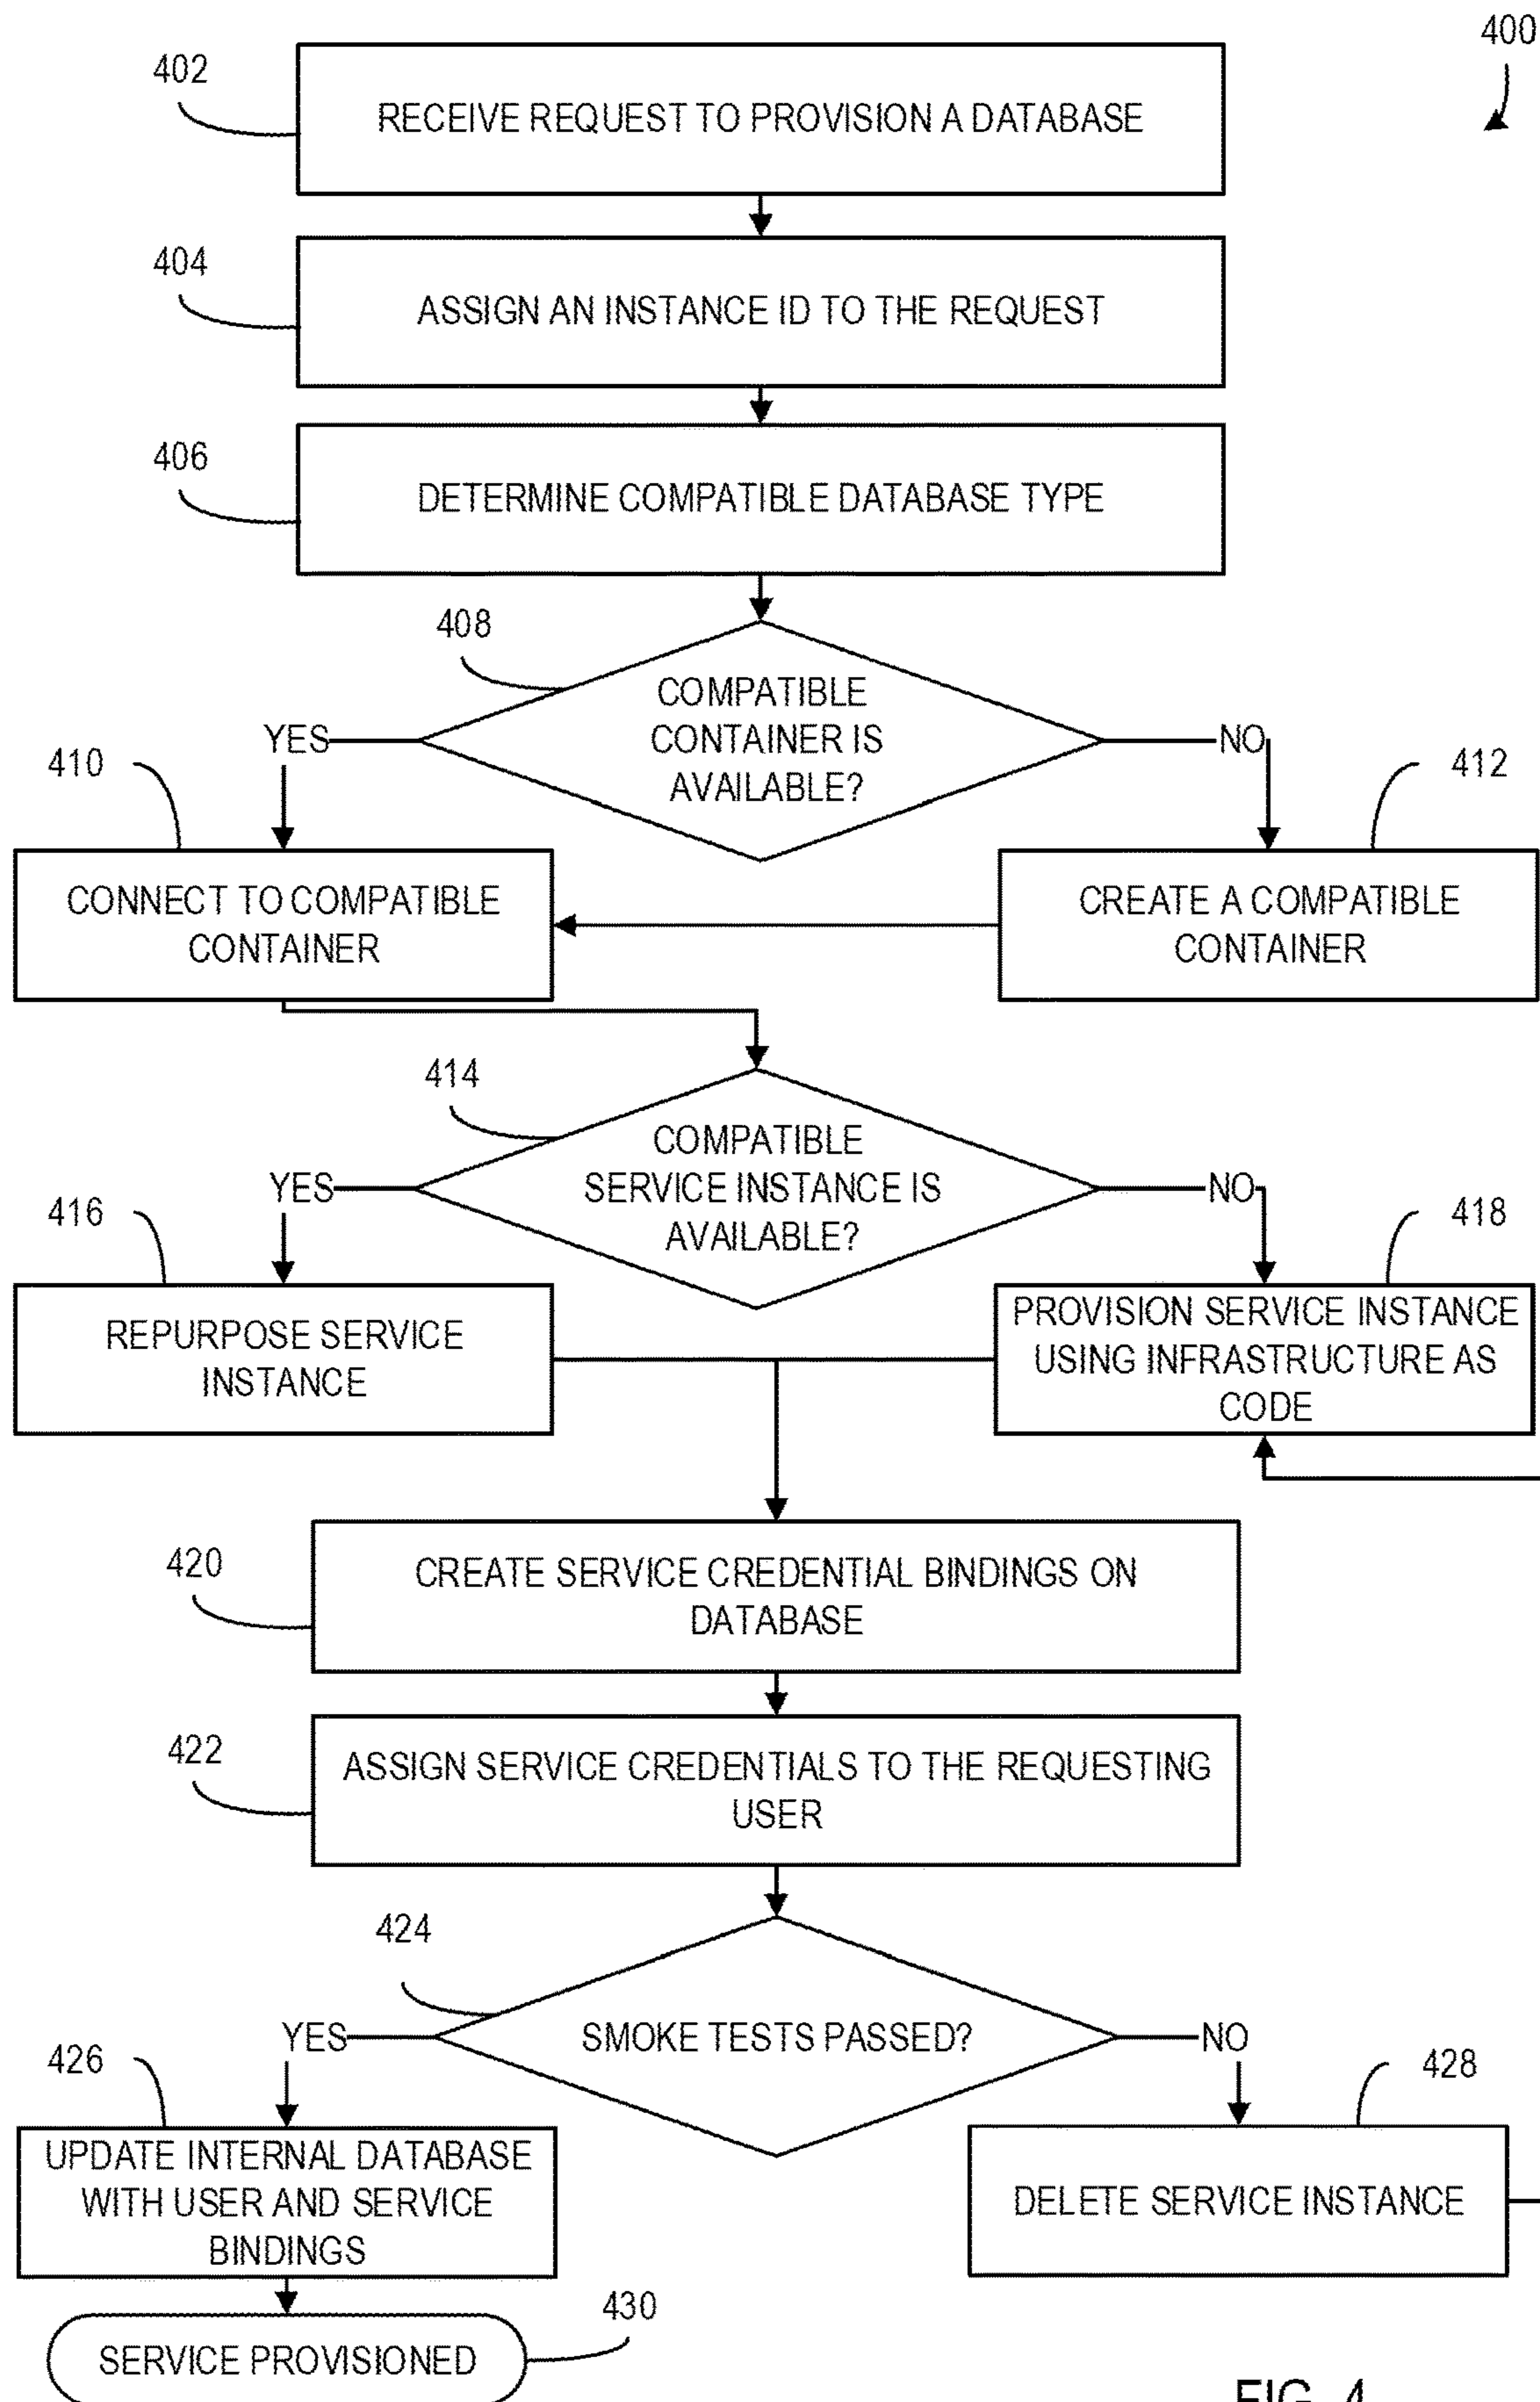 400
402
RECEIVE REQUEST TO PROVISION A DATABASE
404
ASSIGN AN INSTANCE ID TO THE REQUEST
406
DETERMINE COMPATIBLE DATABASE TYPE
408
COMPATIBLE
CONTAINER IS
AVAILABLE?
YES
NO
410
412
CONNECT TO COMPATIBLE
CONTAINER
CREATE A COMPATIBLE
CONTAINER
414
COMPATIBLE
SERVICE INSTANCE IS
AVAILABLE?
YES
NO
416
418
REPURPOSE SERVICE
INSTANCE
PROVISION SERVICE INSTANCE
USING INFRASTRUCTURE AS
CODE
420
CREATE SERVICE CREDENTIAL BINDINGS ON
DATABASE
422
ASSIGN SERVICE CREDENTIALS TO THE REQUESTING
USER
424
SMOKE TESTS PASSED?
YES
NO
426
428
UPDATE INTERNAL DATABASE
WITH USER AND SERVICE
BINDINGS
DELETE SERVICE INSTANCE
430
SERVICE PROVISIONED
FIG. 4